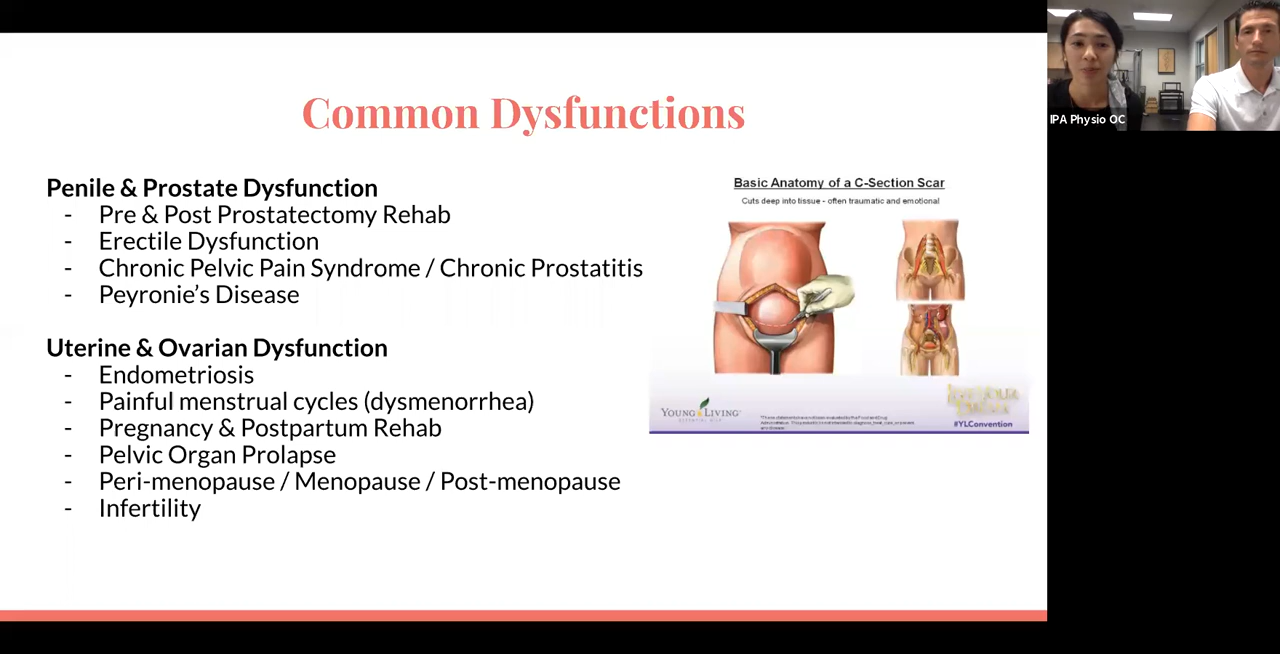 Common Dysfunctions
Penile & Prostate Dysfunction
- Pre & Post Prostatectomy Rehab
- Erectile Dysfunction
- Chronic Pelvic Pain Syndrome / Chronic Prostatitis
- Peyronie's Disease
Uterine & Ovarian Dysfunction
- Endometriosis
- Painful menstrual cycles (dysmenorrhea)
- Pregnancy & Postpartum Rehab
- Pelvic Organ Prolapse
- Peri-menopause / Menopause / Post-menopause
- Infertility
Basic Anatomy of a C-Section Scar
Cuts deep into tissue - often traumatic and emotional
YOUNG LIVING
#YLConvention
IPA Physio OC